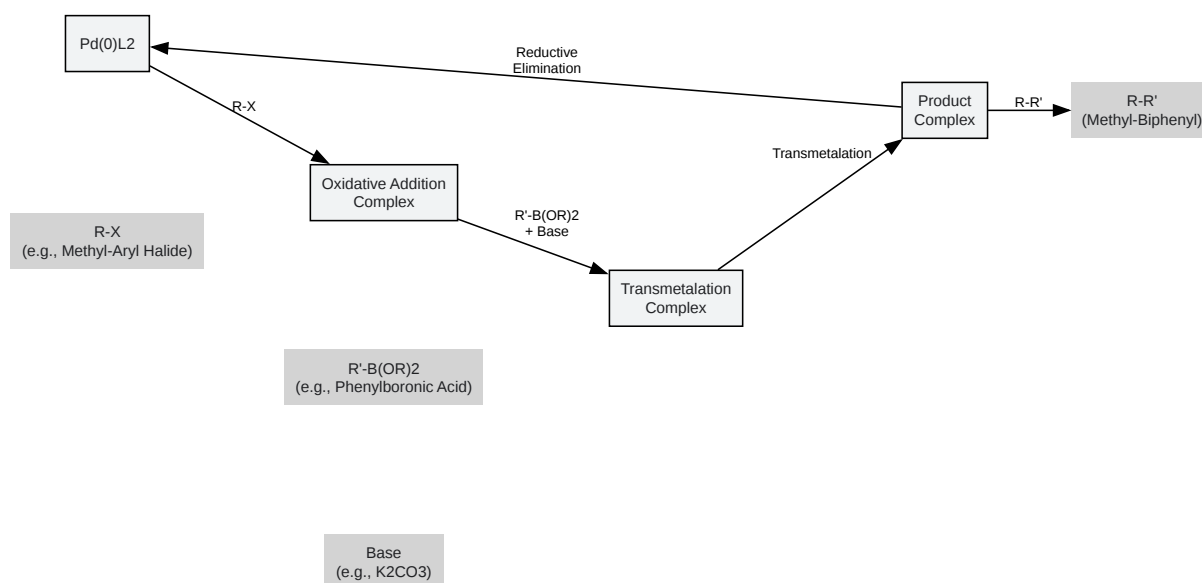 Pd(0)L2
Reductive
Elimination
Product
Complex
R-R'
R-R'
(Methyl-Biphenyl)
R-X
Transmetalation
Oxidative Addition
Complex
R'-B(OR)2
+ Base
R-X
(e.g., Methyl-Aryl Halide)
Transmetalation
Complex
R'-B(OR)2
(e.g., Phenylboronic Acid)
Base
(e.g., K2CO3)